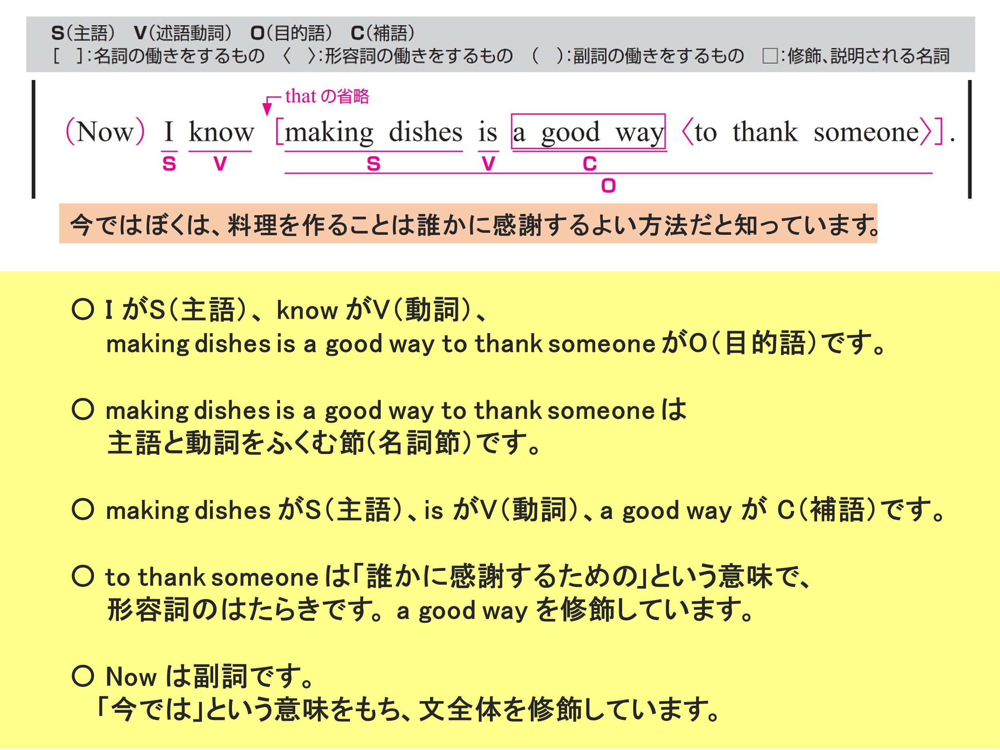 S（主語）　V（述語動詞）　O（目的語）　C（補語）
［　］：名詞の働きをするもの　〈　〉：形容詞の働きをするもの　（　）：副詞の働きをするもの　□：修飾、説明される名詞
that の省略
（Now） I know ［making dishes is a good way 〈to thank someone〉］.
S V S V C
O
今ではぼくは、料理を作ることは誰かに感謝するよい方法だと知っています。
○ I がS（主語）、 know がV（動詞）、
making dishes is a good way to thank someone がO（目的語）です。
○ making dishes is a good way to thank someone は
主語と動詞をふくむ節（名詞節）です。
○ making dishes がS（主語）、is がV（動詞）、a good way が C（補語）です。
○ to thank someone は「誰かに感謝するための」という意味で、
形容詞のはたらきです。 a good way を修飾しています。
○ Now は副詞です。
「今では」という意味をもち、文全体を修飾しています。